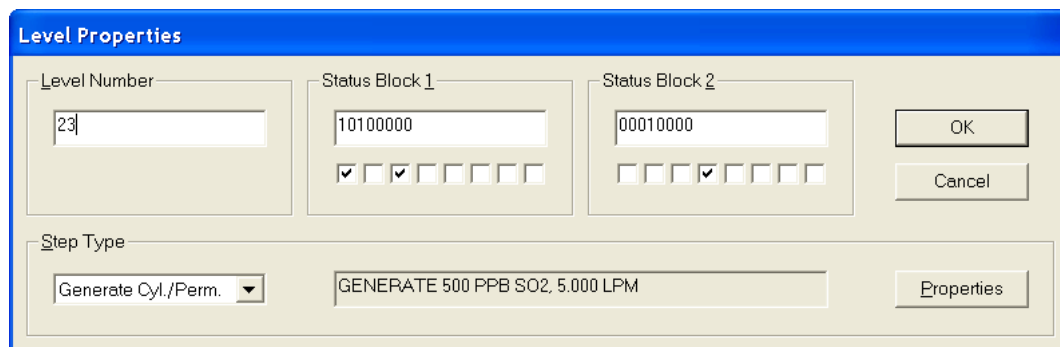 Level Properties
Level Number
Status Block 1
Status Block 2
23
10100000
00010000
OK
Cancel
Step Type
Generate Cyl./Perm.
GENERATE 500 PPB SO2, 5.000 LPM
Properties